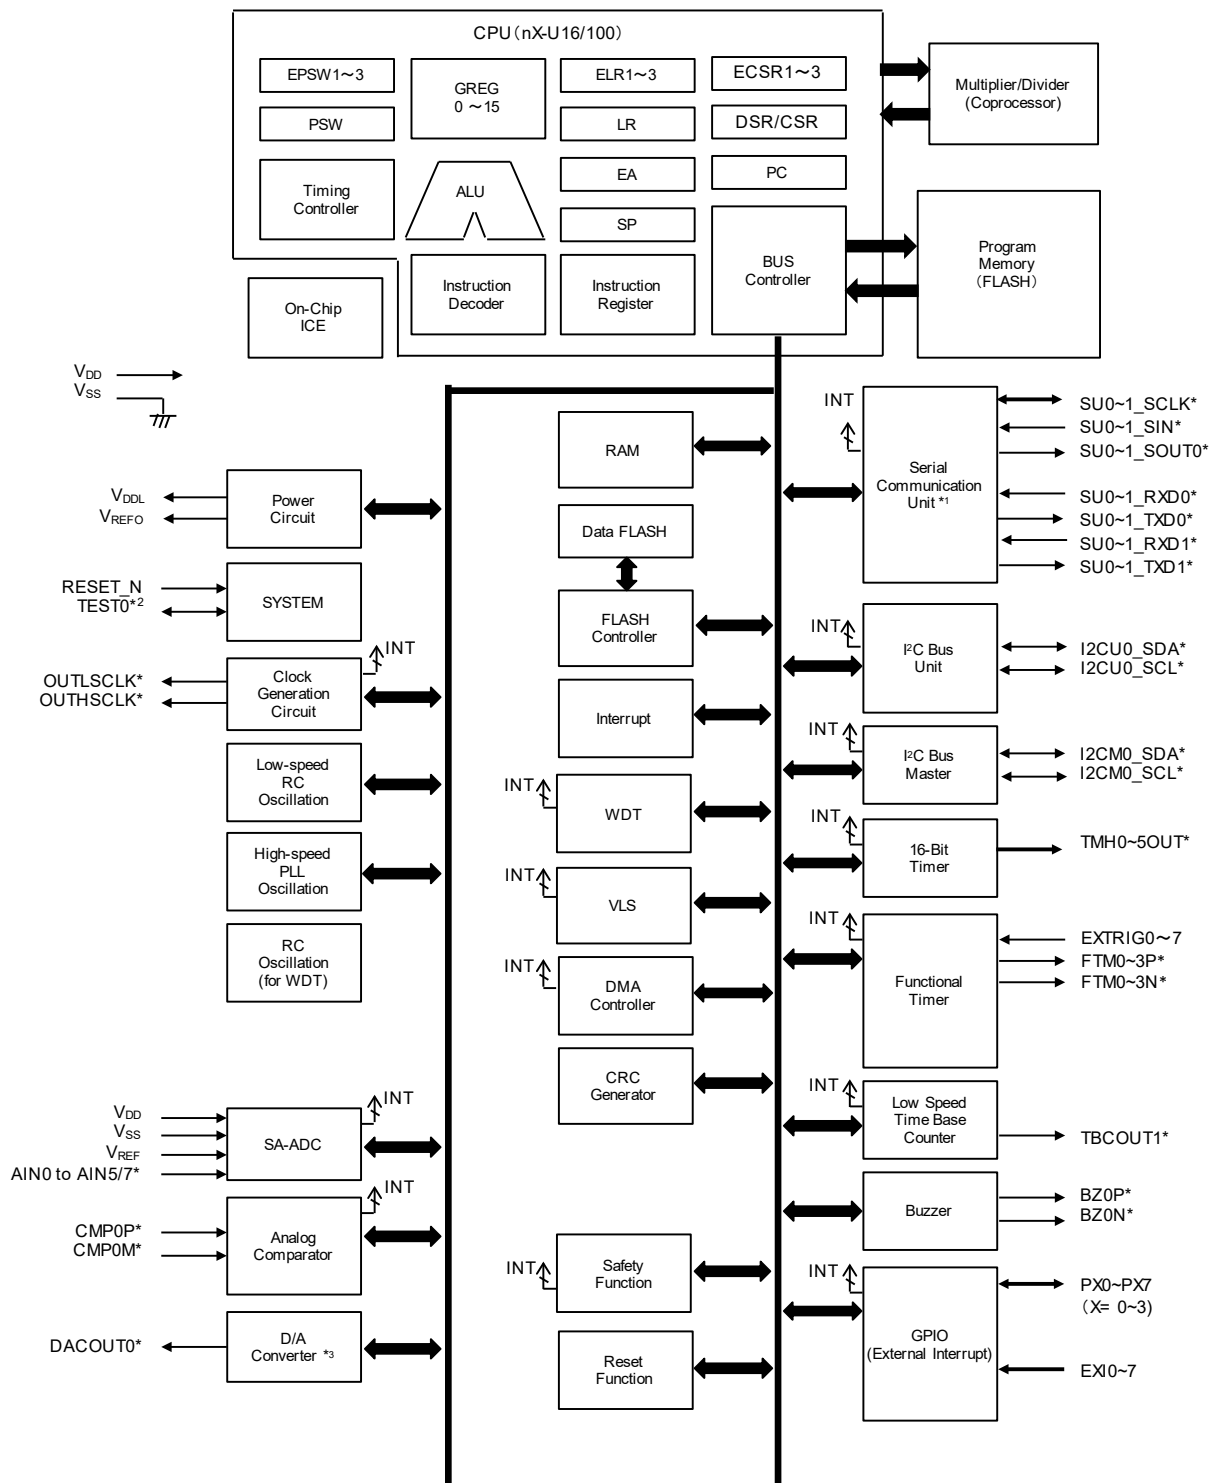 CPU（nX-U16/100）
EPSW1～3
GREG
0 ～15
ELR1～3
ECSR1～3
PSW
LR
DSR/CSR
Timing
Controller
ALU
EA
PC
SP
BUS
Controller
Instruction
Decoder
Instruction
Register
On-Chip
ICE
Multiplier/Divider
(Coprocessor)
Program
Memory
（FLASH）
VDD
VSS
VDDL
VREFO
Power
Circuit
RESET_N
TEST0*2
SYSTEM
OUTLSCLK*
OUTHSCLK*
Clock
Generation
Circuit
INT
Low-speed
RC
Oscillation
High-speed
PLL
Oscillation
RC
Oscillation
(for WDT)
VDD
VSS
VREF
AIN0 to AIN5/7*
SA-ADC
INT
CMP0P*
CMP0M*
Analog
Comparator
INT
DACOUT0*
D/A
Converter *3
RAM
Data FLASH
FLASH
Controller
Interrupt
INT
WDT
INT
VLS
INT
DMA
Controller
CRC
Generator
INT
Safety
Function
Reset
Function
INT
Serial
Communication
Unit *1
SU0~1_SCLK*
SU0~1_SIN*
SU0~1_SOUT0*
SU0~1_RXD0*
SU0~1_TXD0*
SU0~1_RXD1*
SU0~1_TXD1*
INT
I²C Bus
Unit
I2CU0_SDA*
I2CU0_SCL*
INT
I²C Bus
Master
I2CM0_SDA*
I2CM0_SCL*
INT
16-Bit
Timer
TMH0~5OUT*
INT
Functional
Timer
EXTRIG0～7
FTM0~3P*
FTM0~3N*
INT
Low Speed
Time Base
Counter
TBCOUT1*
Buzzer
BZ0P*
BZ0N*
INT
GPIO
(External Interrupt)
PX0~PX7
（X= 0~3)
EXI0~7